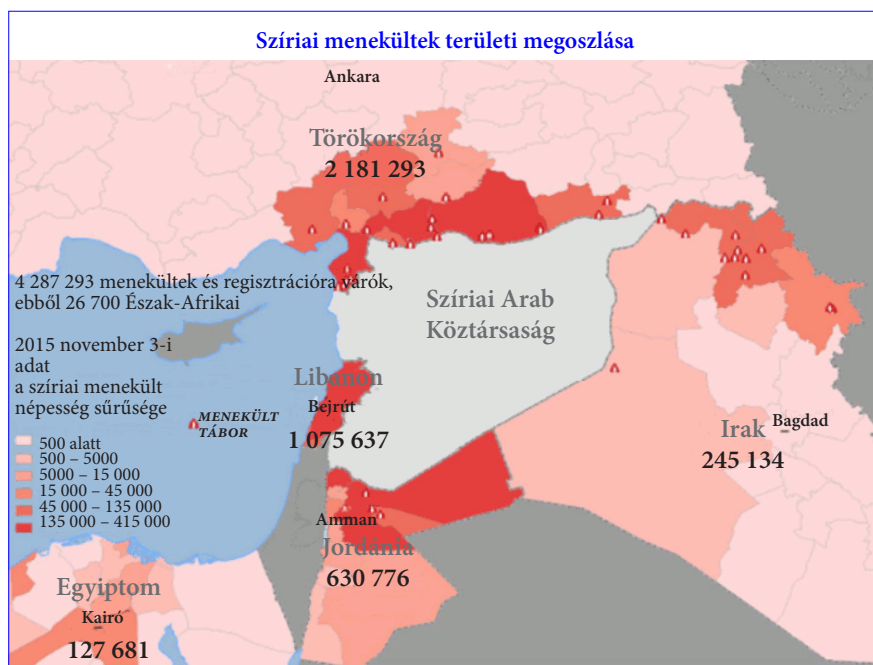 Szíriai menekültek területi megoszlása
Ankara
Törökország
2 181 293
4 287 293 menekültek és regisztrációra várók,
ebből 26 700 Észak-Afrikai
Szíriai Arab
Köztársaság
2015 november 3-i
adat
a szíriai menekült
népesség sűrűsége
MENEKÜLT
TÁBOR
Libanon
Bejrút
1 075 637
Bagdad
Irak
245 134
500 alatt
500 – 5000
5000 – 15 000
15 000 – 45 000
45 000 – 135 000
135 000 – 415 000
Amman
Jordánia
630 776
Egyiptom
Kairó
127 681